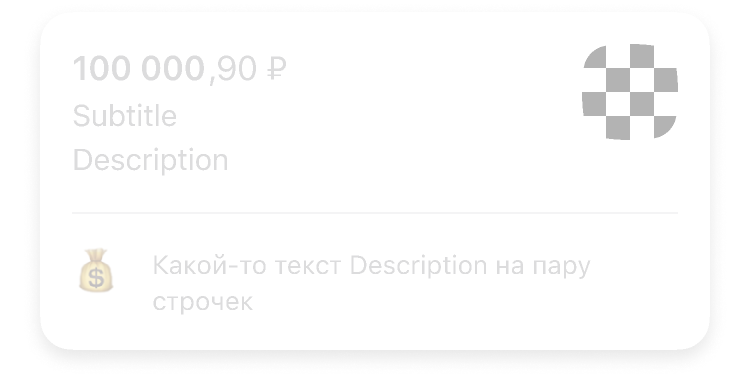 100 000,90 ₽
Subtitle
Description
Какой-то текст Description на пару
строчек